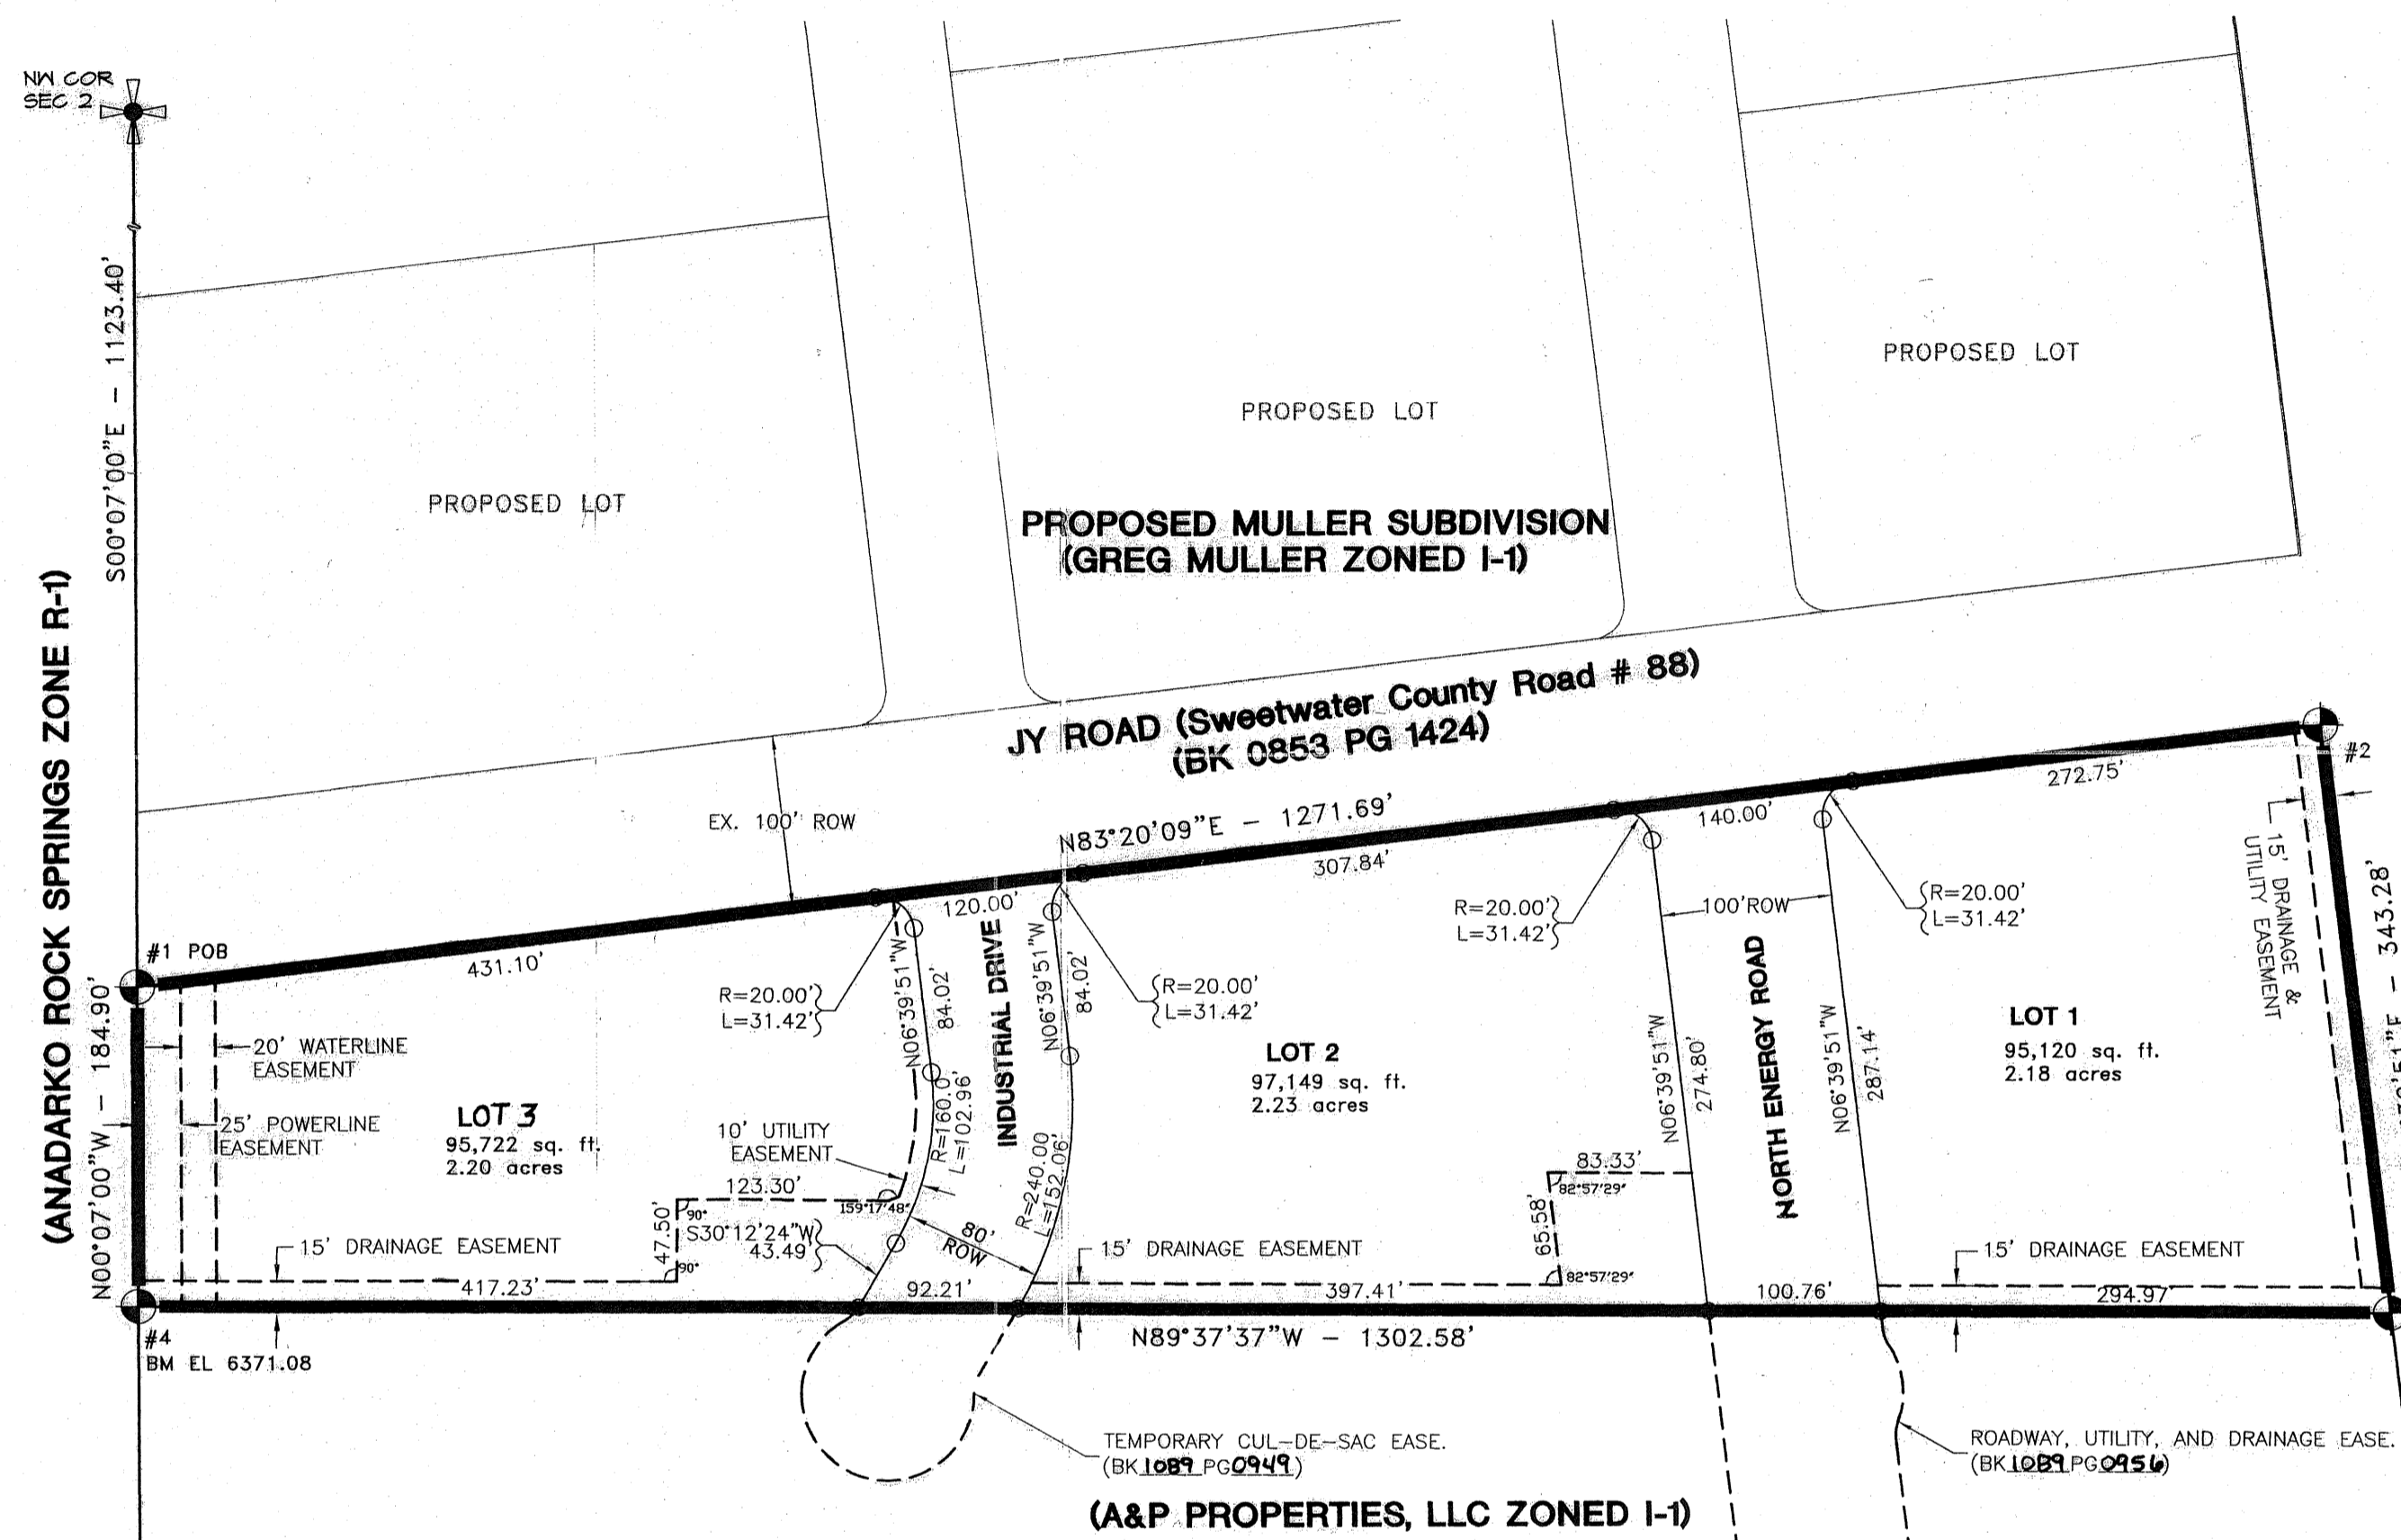 NW COR
SEC 2
S00°07'00"E – 1123.40'
(ANADARKO ROCK SPRINGS ZONE R-1)
PROPOSED LOT
PROPOSED LOT
PROPOSED LOT
PROPOSED MULLER SUBDIVISION
(GREG MULLER ZONED I-1)
JY ROAD (Sweetwater County Road # 88)
(BK 0853 PG 1424)
EX. 100' ROW
N83°20'09"E – 1271.69'
#1 POB
431.10'
120.00'
307.84'
140.00'
272.75'
#2
N00°07'00"W – 184.90'
20' WATERLINE
EASEMENT
25' POWERLINE
EASEMENT
LOT 3
95,722 sq. ft.
2.20 acres
R=20.00'
L=31.42'
N06°39'51"W
84.02'
R=160.0
L=102.96'
10' UTILITY
EASEMENT
123.30'
159°17'48"
47.50'
90°
90°
S30°12'24"W
43.49'
15' DRAINAGE EASEMENT
417.23'
INDUSTRIAL DRIVE
80'
ROW
92.21'
N06°39'51"W
84.02'
R=20.00'
L=31.42'
R=240.00
L=152.06'
LOT 2
97,149 sq. ft.
2.23 acres
15' DRAINAGE EASEMENT
397.41'
R=20.00'
L=31.42'
83.33'
82°57'29"
65.58'
82°57'29"
N06°39'51"W
274.80'
100'ROW
NORTH ENERGY ROAD
100.76'
N06°39'51"W
287.14'
R=20.00'
L=31.42'
LOT 1
95,120 sq. ft.
2.18 acres
15' DRAINAGE &
UTILITY EASEMENT
343.28'
15' DRAINAGE EASEMENT
294.97'
#4
BM EL 6371.08
N89°37'37"W – 1302.58'
TEMPORARY CUL-DE-SAC EASE.
(BK 1089 PG 0949)
ROADWAY, UTILITY, AND DRAINAGE EASE.
(BK 1089 PG 0956)
(A&P PROPERTIES, LLC ZONED I-1)